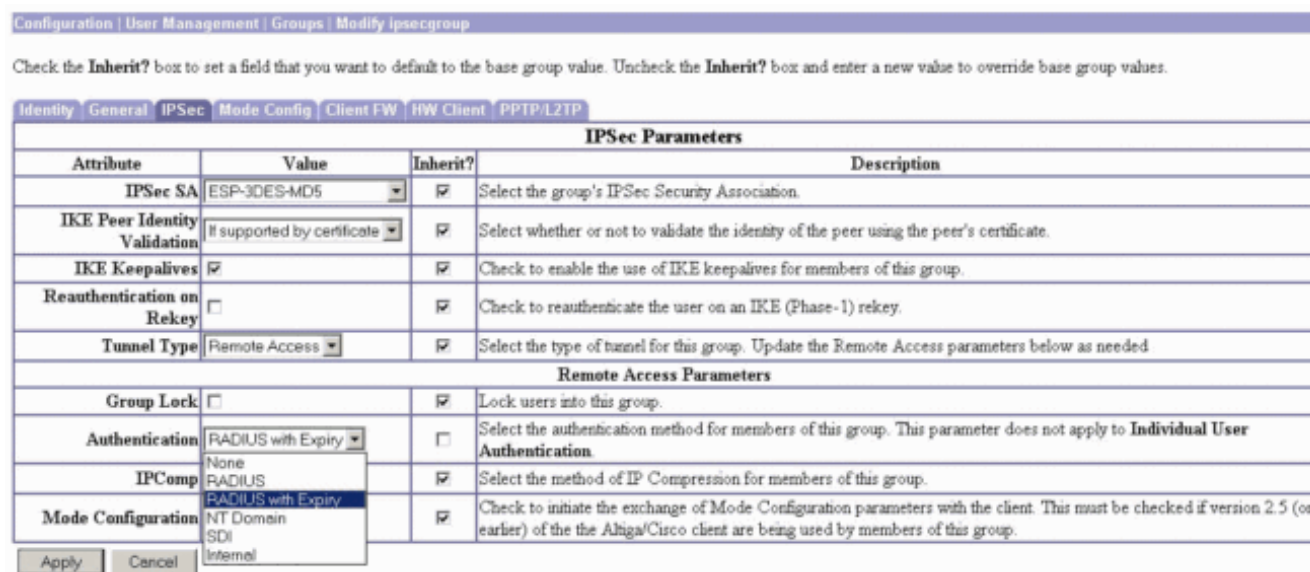 Configuration | User Management | Groups | Modify ipsecgroup
Check the Inherit? box to set a field that you want to default to the base group value. Uncheck the Inherit? box and enter a new value to override base group values.
Identity General IPSec Mode Config Client FW HW Client PPTP/L2TP
IPSec Parameters
Attribute Value Inherit? Description
IPSec SA ESP-3DES-MD5 Select the group's IPSec Security Association.
IKE Peer Identity
Validation If supported by certificate Select whether or not to validate the identity of the peer using the peer's certificate.
IKE Keepalives Check to enable the use of IKE keepalives for members of this group.
Reauthentication on
Rekey Check to reauthenticate the user on an IKE (Phase-1) rekey.
Tunnel Type Remote Access Select the type of tunnel for this group. Update the Remote Access parameters below as needed
Remote Access Parameters
Group Lock Lock users into this group.
Authentication RADIUS with Expiry Select the authentication method for members of this group. This parameter does not apply to Individual User
Authentication.
None
IPComp RADIUS Select the method of IP Compression for members of this group.
RADIUS with Expiry
Mode Configuration NT Domain Check to initiate the exchange of Mode Configuration parameters with the client. This must be checked if version 2.5 (or
SDI earlier) of the the Altiga/Cisco client are being used by members of this group.
Internal
Apply Cancel